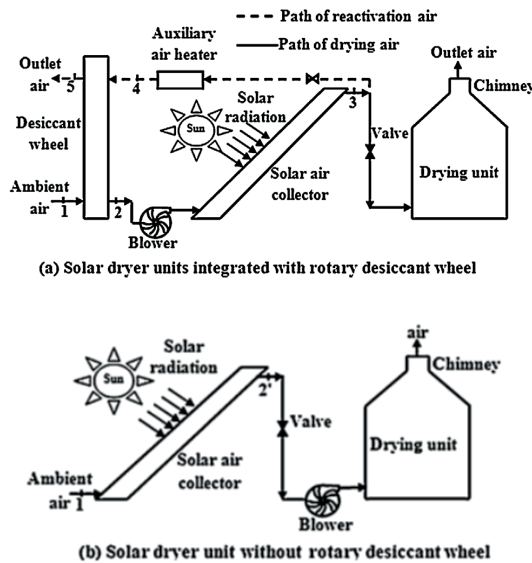 Path of reactivation air
Auxiliary
air heater
Path of drying air
Outlet air
Outlet
air
5
4
Chimney
Solar
radiation
3
Desiccant
wheel
Sun
Valve
Solar air
collector
Drying unit
Ambient
air
1
2
Blower
(a) Solar dryer units integrated with rotary desiccant wheel
air
Solar
radiation
Chimney
Sun
2'
Valve
Drying unit
Solar air
collector
Ambient
air
1
Blower
(b) Solar dryer unit without rotary desiccant wheel